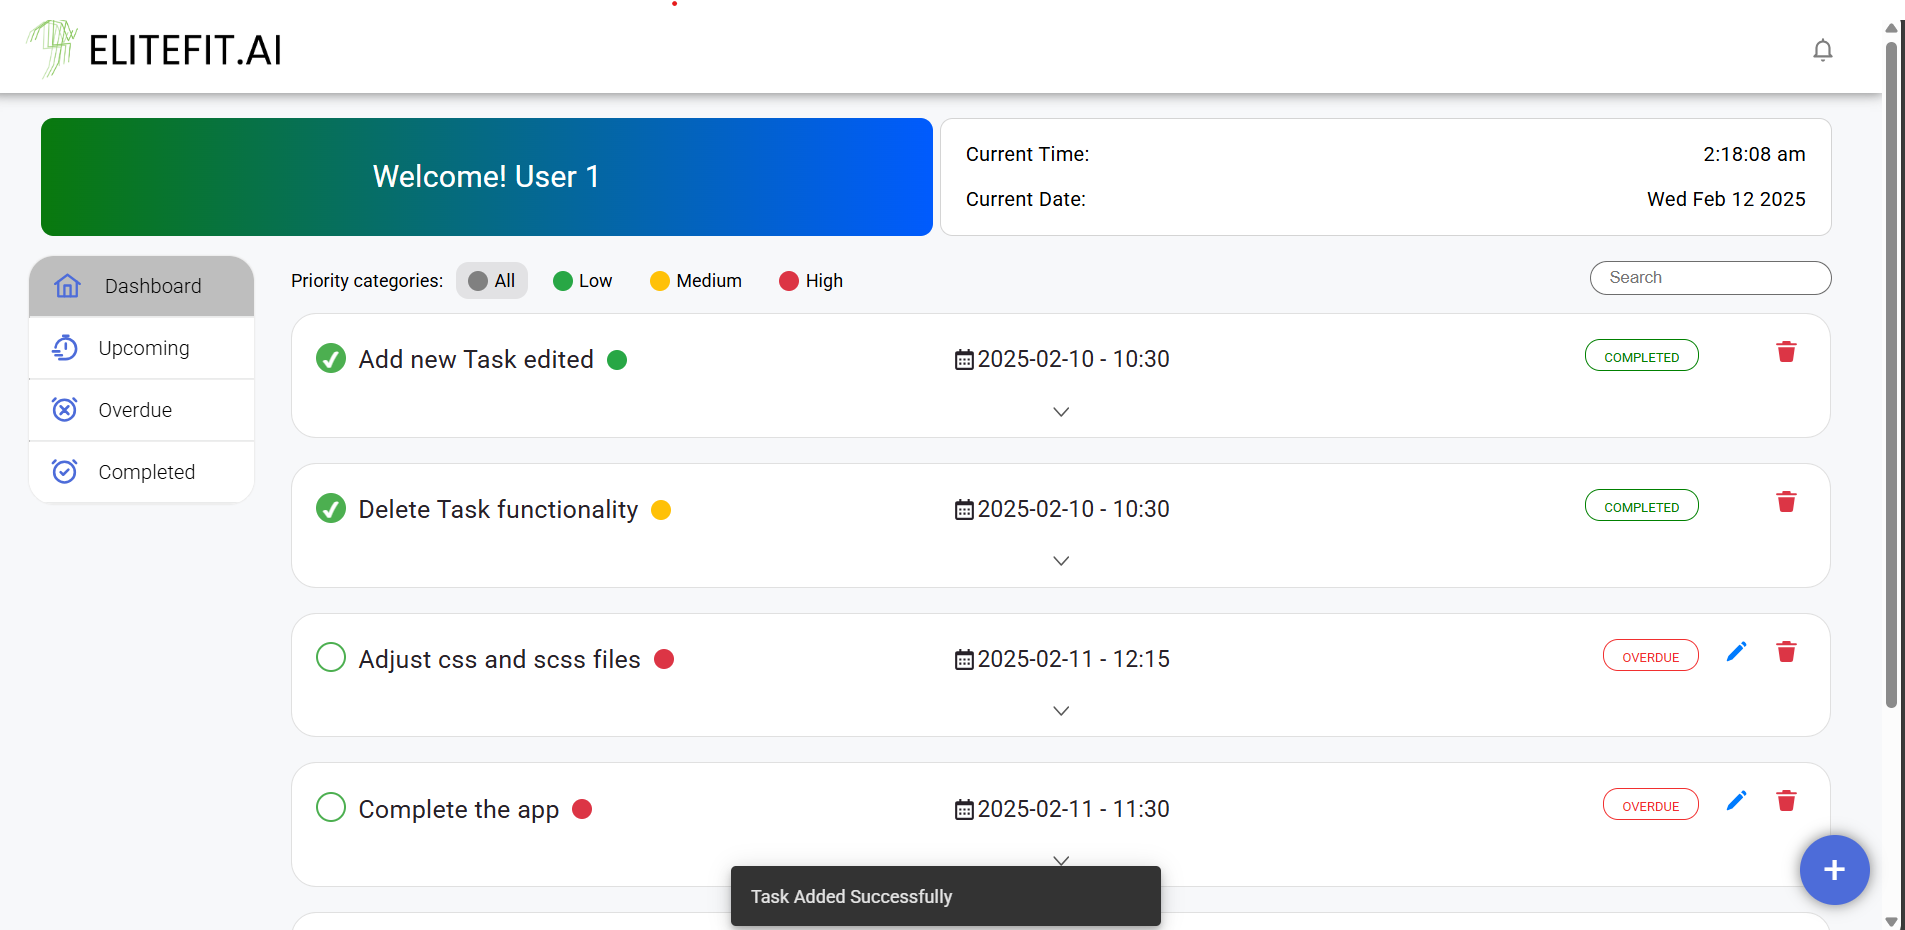 ELITEFIT.AI
Welcome! User 1
Current Time: 2:18:08 am
Current Date: Wed Feb 12 2025
Dashboard
Upcoming
Overdue
Completed
Priority categories: All Low Medium High
Search
Add new Task edited 2025-02-10 - 10:30 COMPLETED
Delete Task functionality 2025-02-10 - 10:30 COMPLETED
Adjust css and scss files 2025-02-11 - 12:15 OVERDUE
Complete the app 2025-02-11 - 11:30 OVERDUE
+
Task Added Successfully